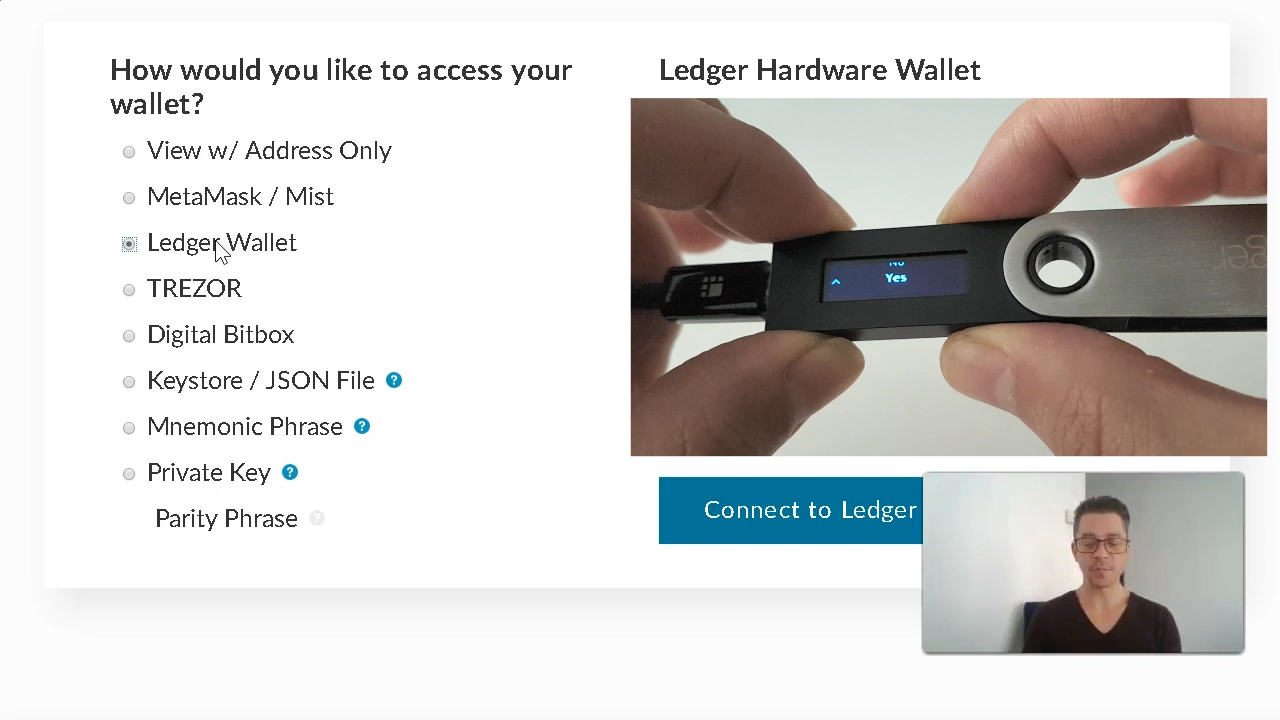 How would you like to access your
wallet?
View w/ Address Only
MetaMask / Mist
Ledger Wallet
TREZOR
Digital Bitbox
Keystore / JSON File ?
Mnemonic Phrase ?
Private Key ?
Parity Phrase ?
Ledger Hardware Wallet
No
Yes
Connect to Ledger